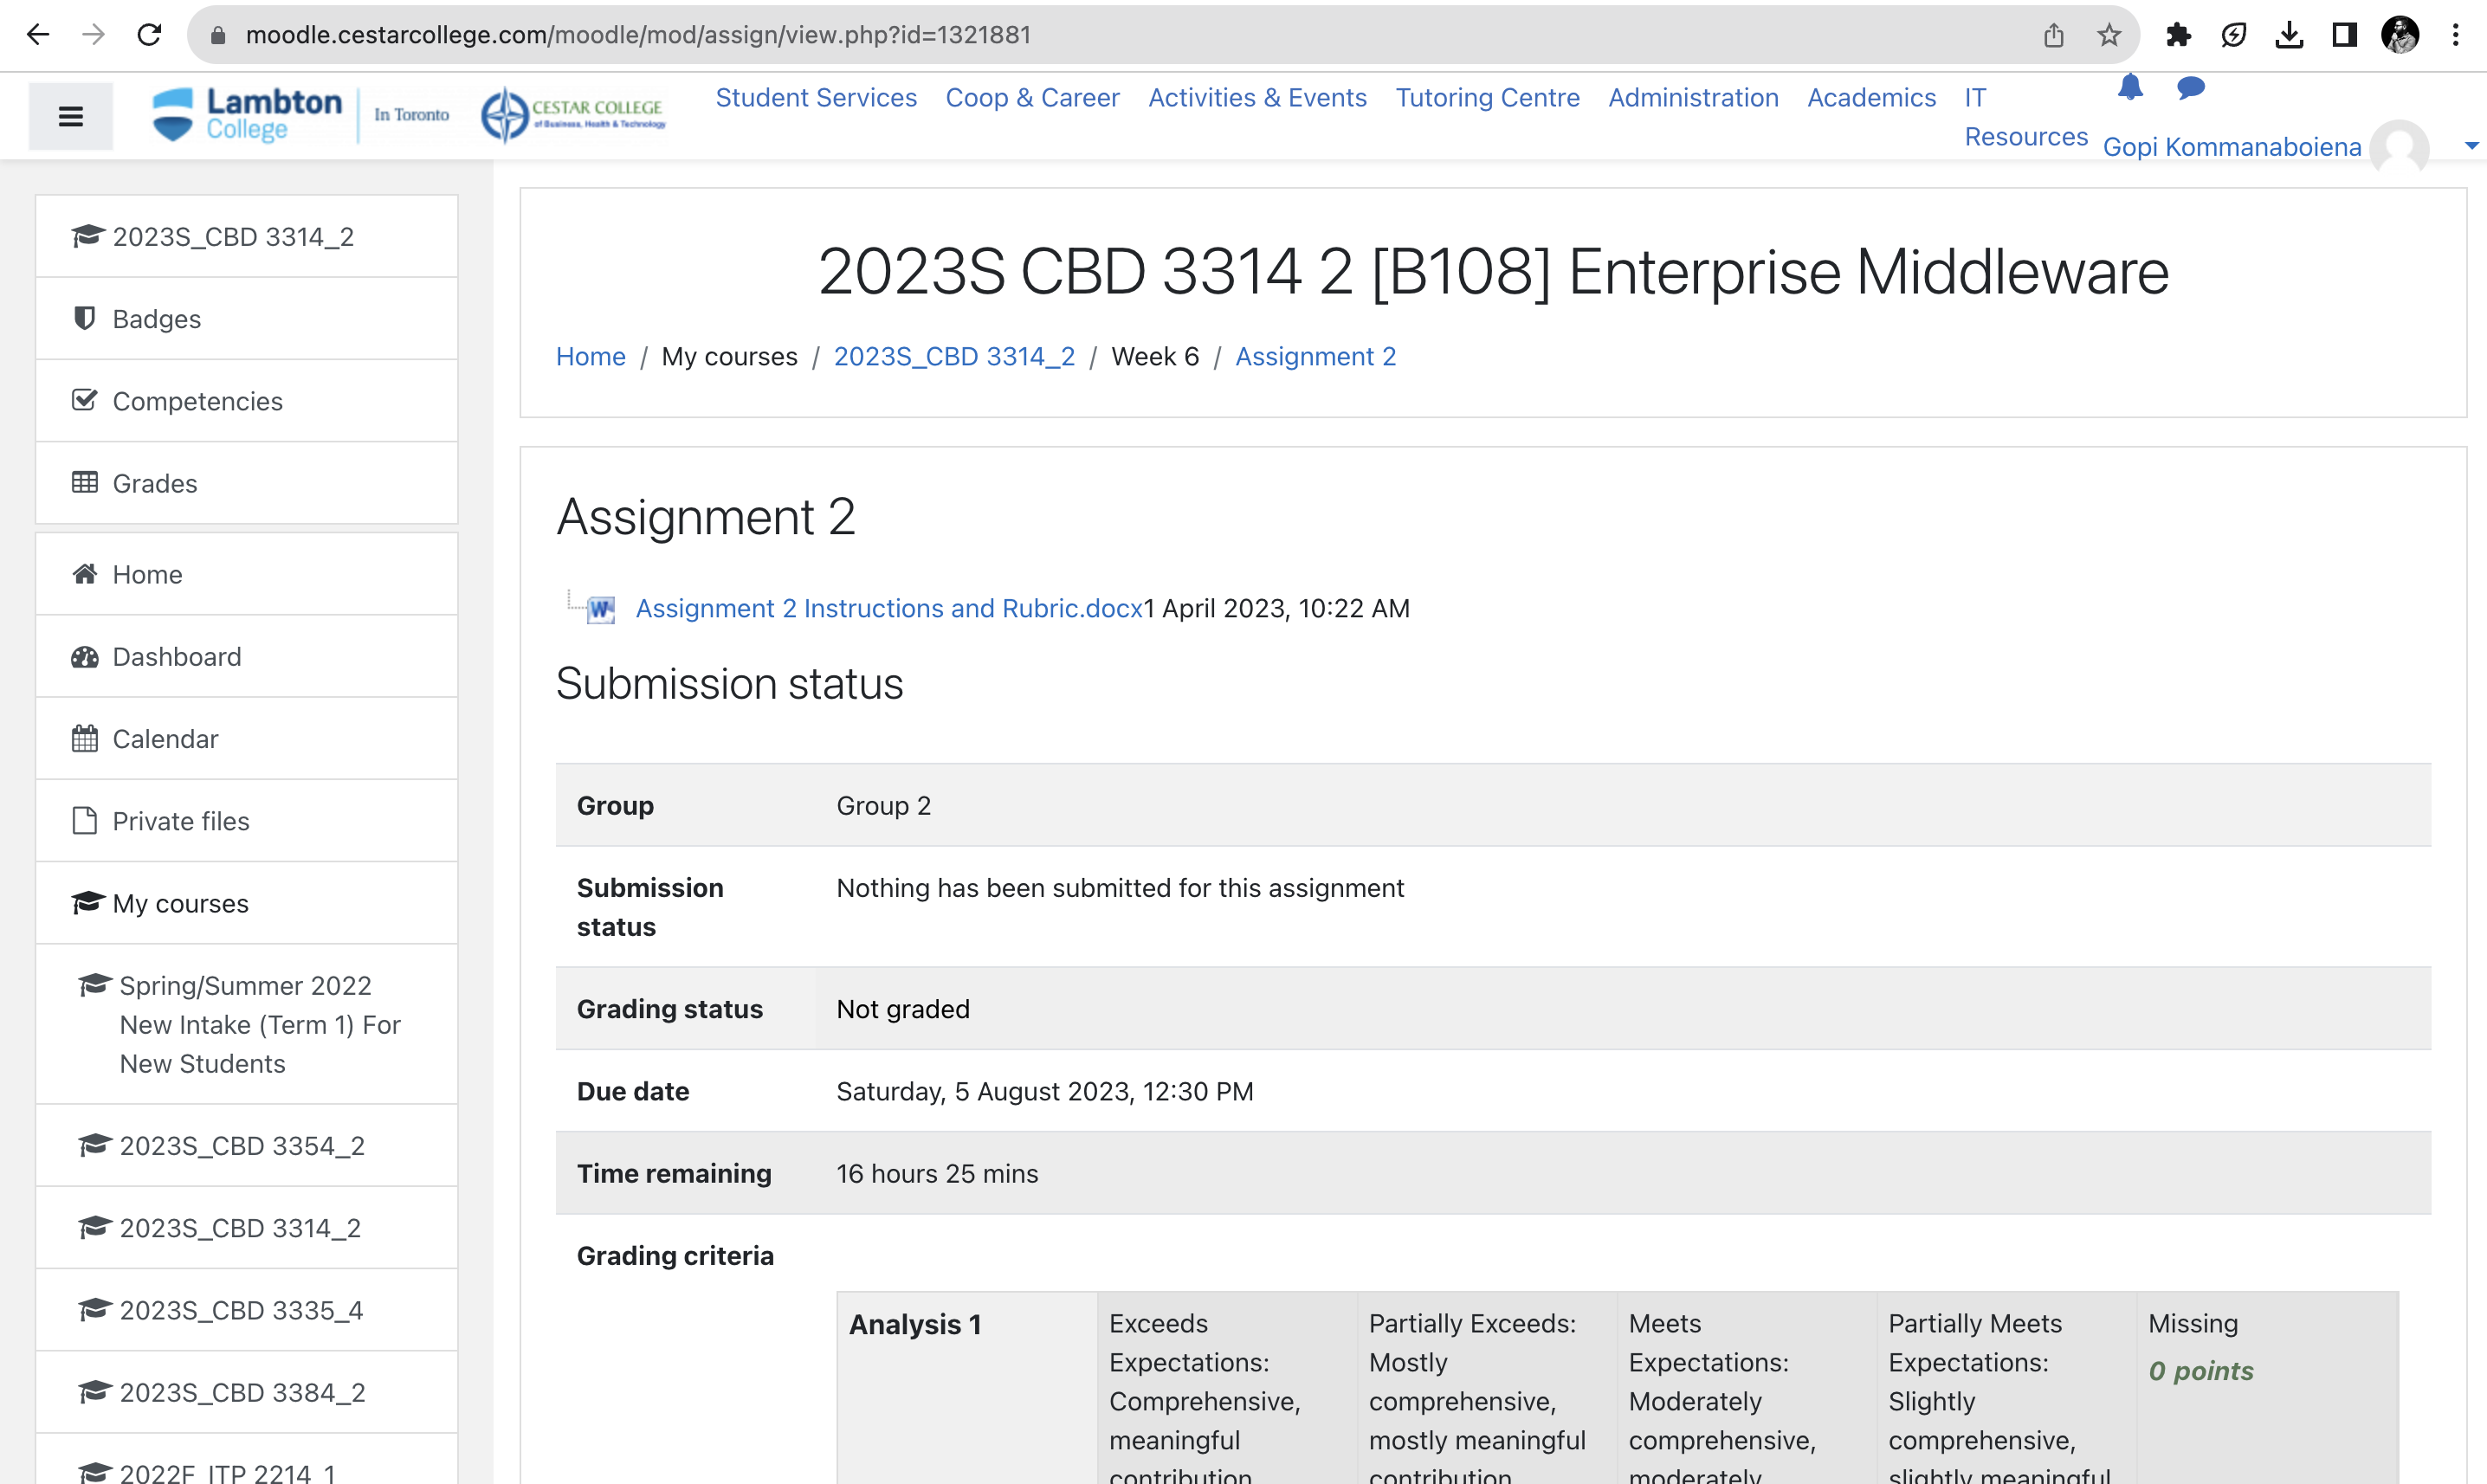 moodle.cestarcollege.com/moodle/mod/assign/view.php?id=1321881
Lambton
College
In Toronto
CESTAR COLLEGE
of Business, Health & Technology
Student Services
Coop & Career
Activities & Events
Tutoring Centre
Administration
Academics
IT
Resources
Gopi Kommanaboiena
2023S_CBD 3314_2
Badges
Competencies
Grades
Home
Dashboard
Calendar
Private files
My courses
Spring/Summer 2022
New Intake (Term 1) For
New Students
2023S_CBD 3354_2
2023S_CBD 3314_2
2023S_CBD 3335_4
2023S_CBD 3384_2
2022F_ITP 2214_1
2023S CBD 3314 2 [B108] Enterprise Middleware
Home / My courses / 2023S_CBD 3314_2 / Week 6 / Assignment 2
Assignment 2
Assignment 2 Instructions and Rubric.docx1 April 2023, 10:22 AM
Submission status
Group
Group 2
Submission
status
Nothing has been submitted for this assignment
Grading status
Not graded
Due date
Saturday, 5 August 2023, 12:30 PM
Time remaining
16 hours 25 mins
Grading criteria
Analysis 1
Exceeds
Expectations:
Comprehensive,
meaningful
contribution
Partially Exceeds:
Mostly
comprehensive,
mostly meaningful
contribution
Meets
Expectations:
Moderately
comprehensive,
moderately
Partially Meets
Expectations:
Slightly
comprehensive,
slightly meaningful
Missing
0 points